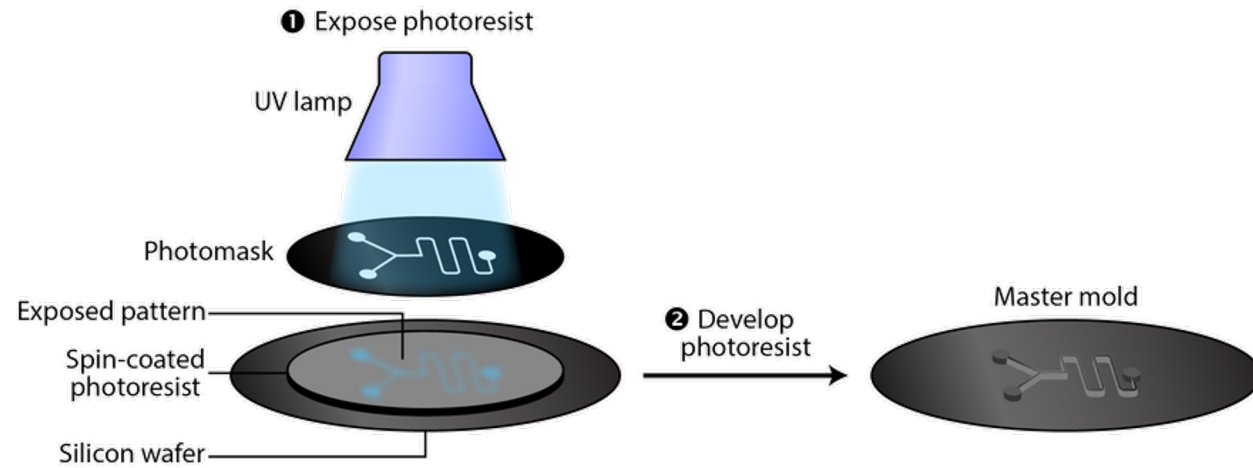 ❶ Expose photoresist
UV lamp
Photomask
Exposed pattern
Spin-coated
photoresist
Silicon wafer
❷ Develop
photoresist
Master mold